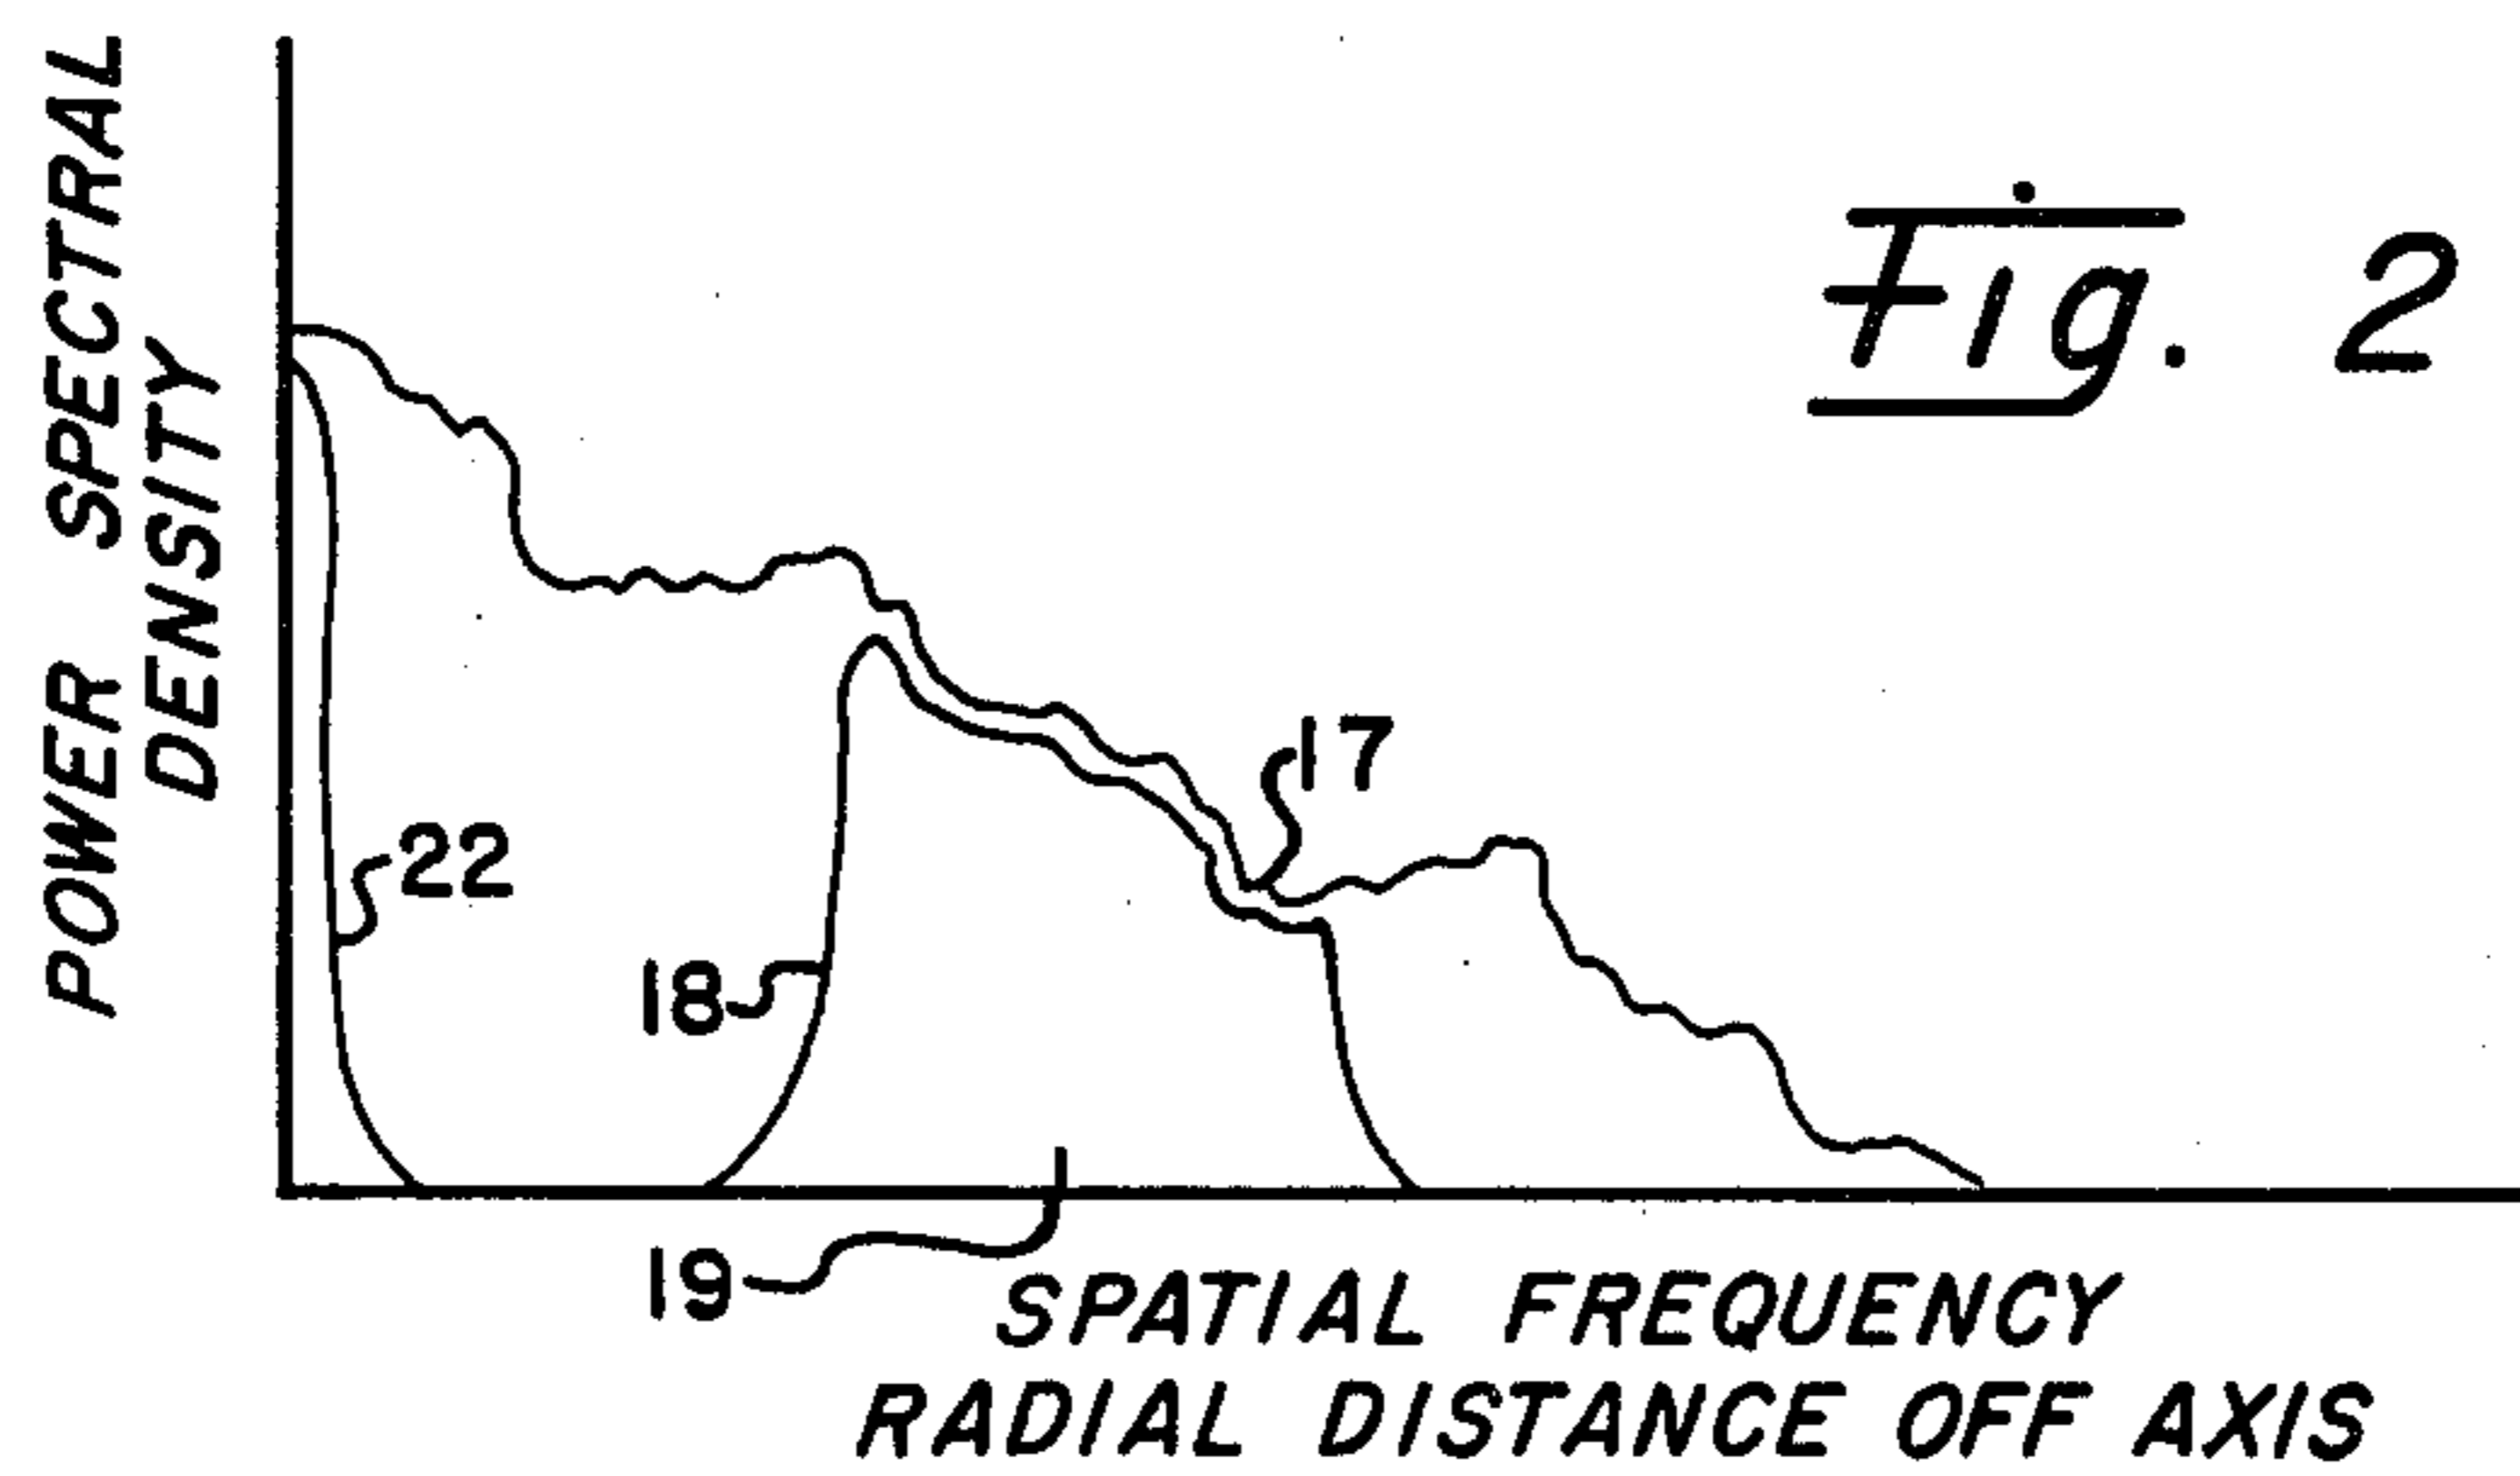 POWER SPECTRAL
DENSITY
Fig. 2
17
22
18
19
SPATIAL FREQUENCY
RADIAL DISTANCE OFF AXIS